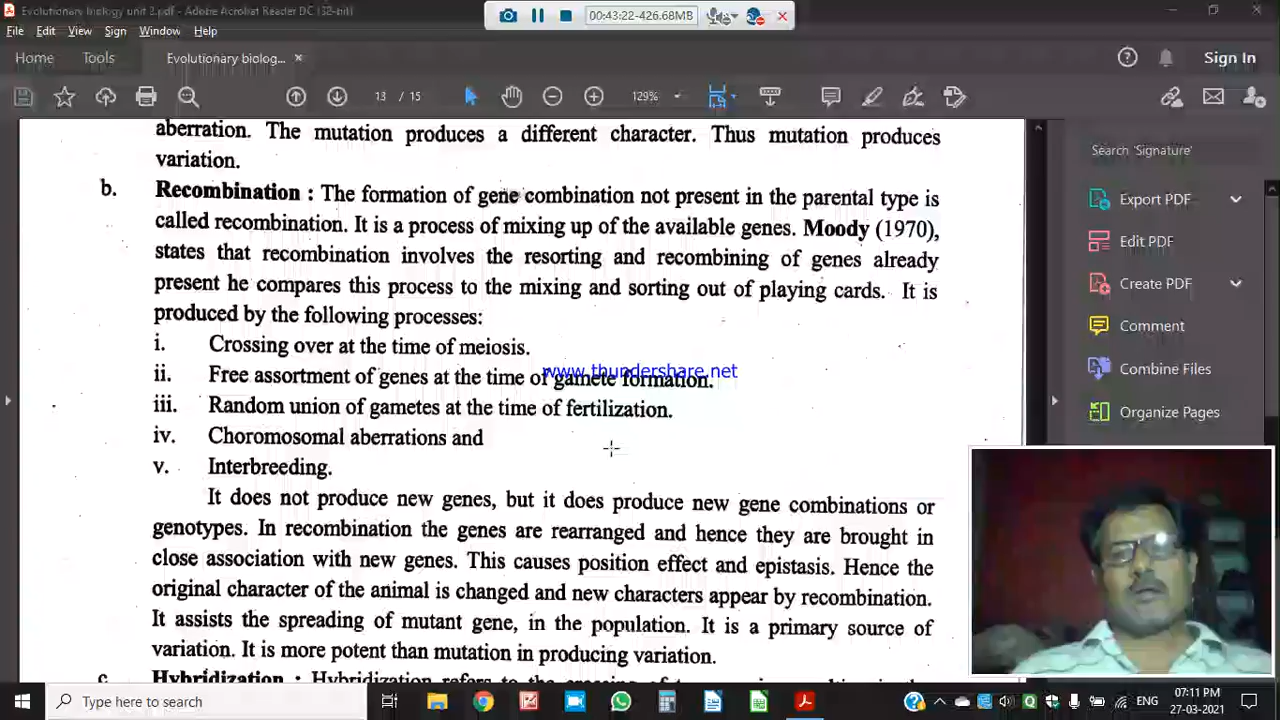 Evolutionary biology unit 3.pdf - Adobe Acrobat Reader DC (32-bit)
00:43:22-426.68MB
File Edit View Sign Window Help
Home Tools Evolutionary biolog... × Sign In
13 / 15 129%
aberration. The mutation produces a different character. Thus mutation produces
variation.
b. Recombination : The formation of gene combination not present in the parental type is
called recombination. It is a process of mixing up of the available genes. Moody (1970),
states that recombination involves the resorting and recombining of genes already
present he compares this process to the mixing and sorting out of playing cards. It is
produced by the following processes:
i. Crossing over at the time of meiosis.
www.thundershare.net
ii. Free assortment of genes at the time of gamete formation.
iii. Random union of gametes at the time of fertilization.
iv. Choromosomal aberrations and
v. Interbreeding.
It does not produce new genes, but it does produce new gene combinations or
genotypes. In recombination the genes are rearranged and hence they are brought in
close association with new genes. This causes position effect and epistasis. Hence the
original character of the animal is changed and new characters appear by recombination.
It assists the spreading of mutant gene, in the population. It is a primary source of
variation. It is more potent than mutation in producing variation.
c. Hybridization : Hybridization refers to the crossing of
Search 'Signature'
Export PDF
Edit PDF
Create PDF
Comment
Combine Files
Organize Pages
Type here to search
ENG
07:11 PM
27-03-2021